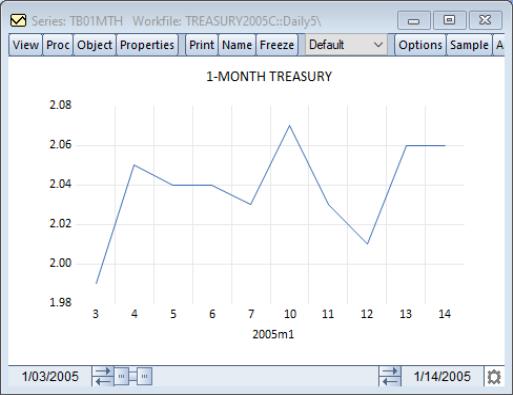 Series: TB01MTH Workfile: TREASURY2005C::Daily5\
View Proc Object Properties Print Name Freeze Default Options Sample A
1-MONTH TREASURY
2.08
2.06
2.04
2.02
2.00
1.98
3 4 5 6 7 10 11 12 13 14
2005m1
1/03/2005 1/14/2005